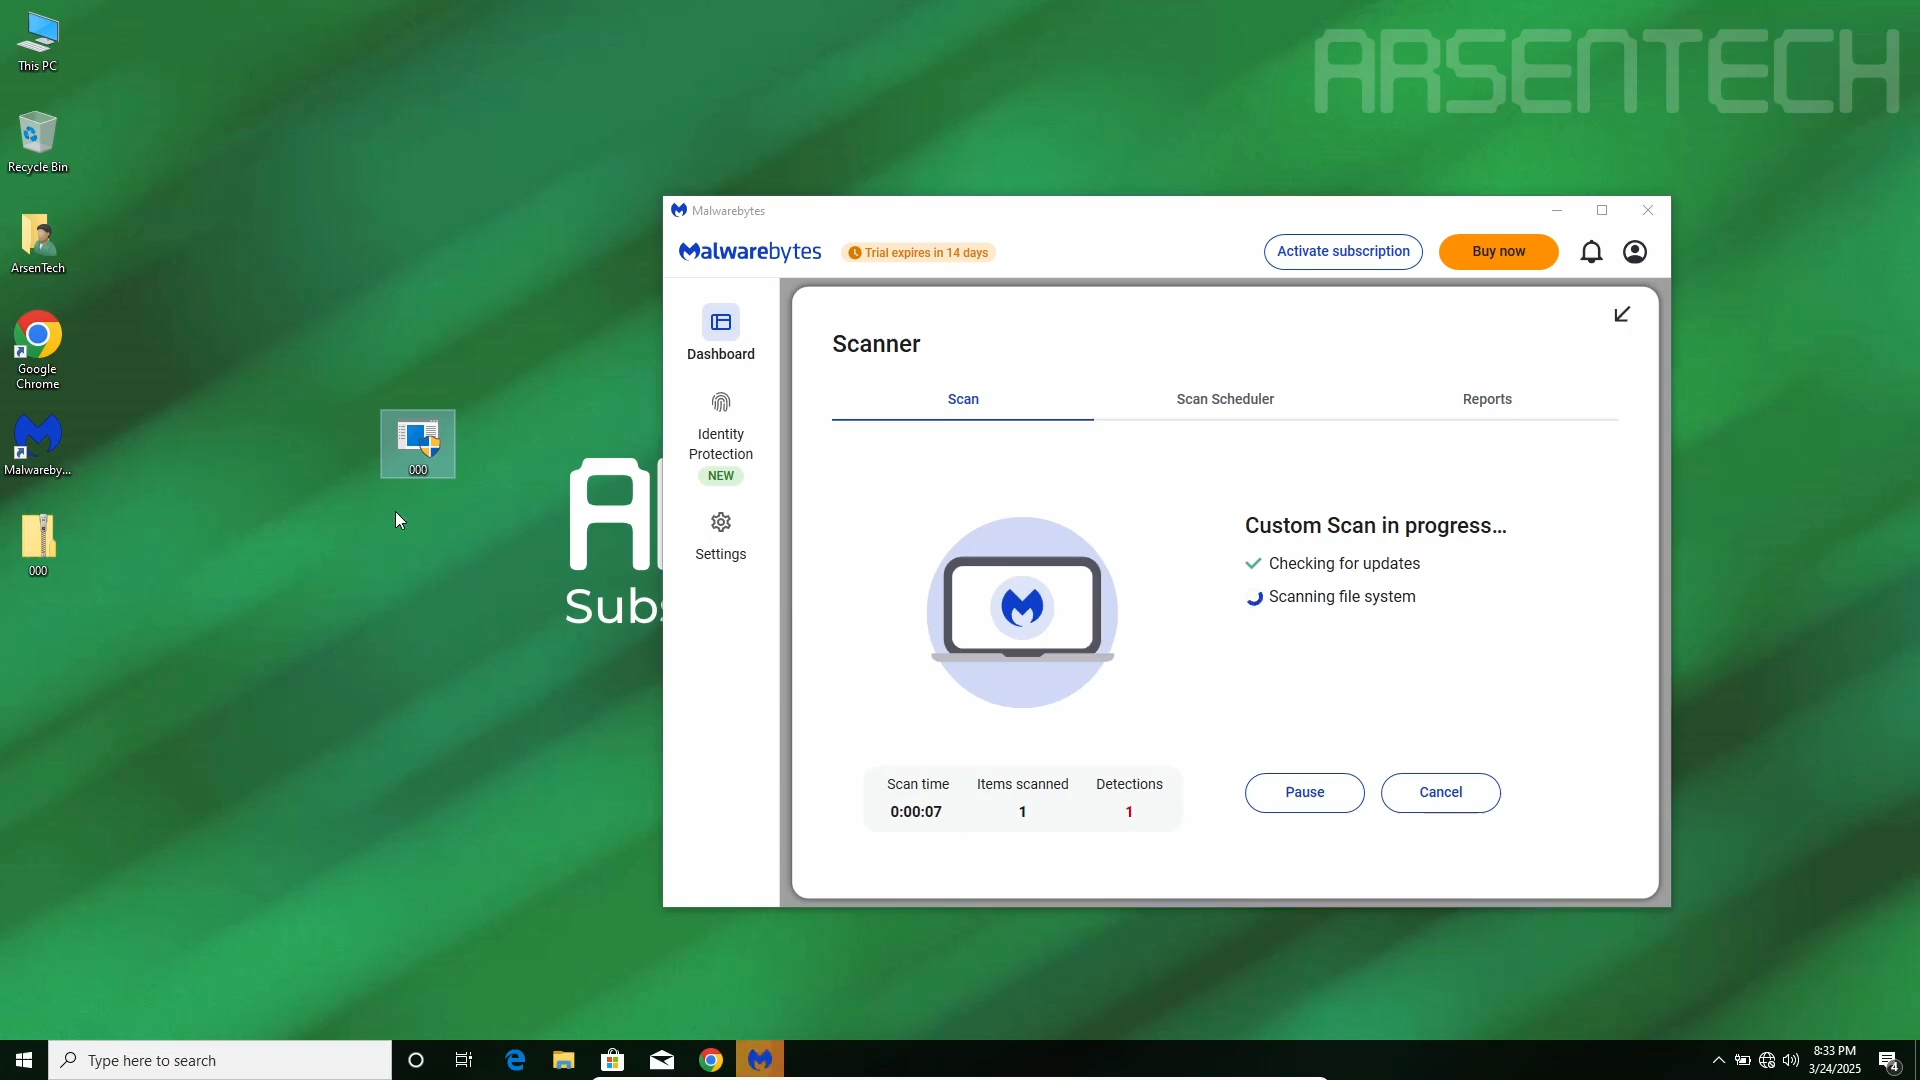 ARSENTECH
This PC
Recycle Bin
ArsenTech
Google
Chrome
Malwareby...
000
000
Subs
Malwarebytes
Malwarebytes
Trial expires in 14 days
Activate subscription
Buy now
Dashboard
Identity
Protection
NEW
Settings
Scanner
Scan
Scan Scheduler
Reports
Custom Scan in progress...
Checking for updates
Scanning file system
Scan time
Items scanned
Detections
0:00:07
1
1
Pause
Cancel
Type here to search
8:33 PM
3/24/2025
4